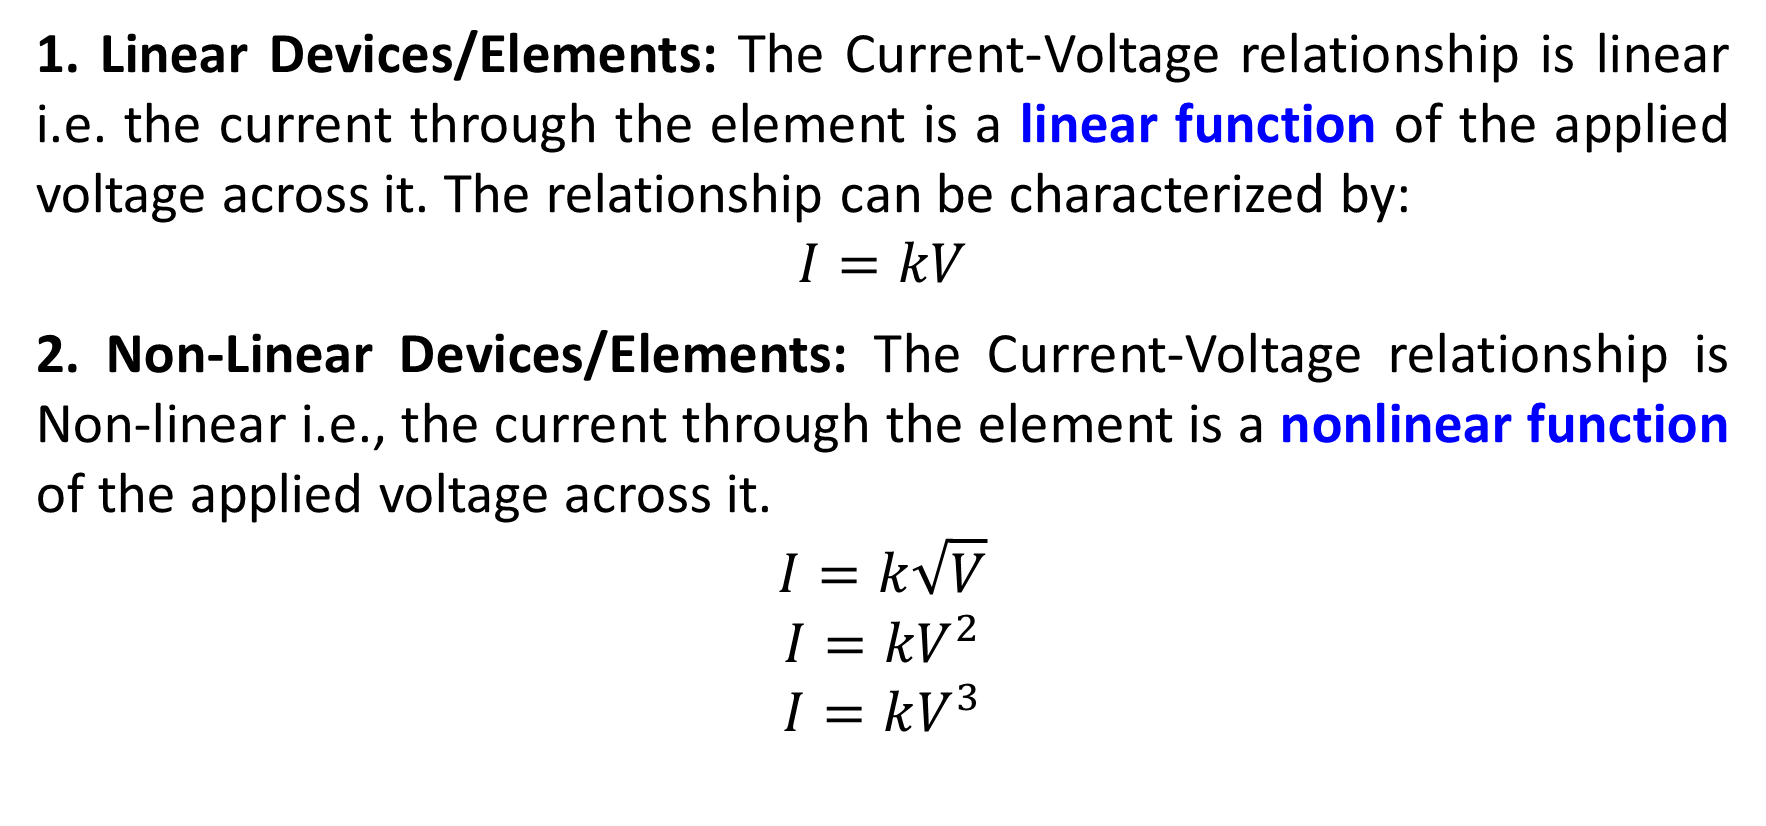 1. Linear Devices/Elements: The Current-Voltage relationship is linear
i.e. the current through the element is a linear function of the applied
voltage across it. The relationship can be characterized by:
I = kV
2. Non-Linear Devices/Elements: The Current-Voltage relationship is
Non-linear i.e., the current through the element is a nonlinear function
of the applied voltage across it.
I = k√V
I = kV²
I = kV³